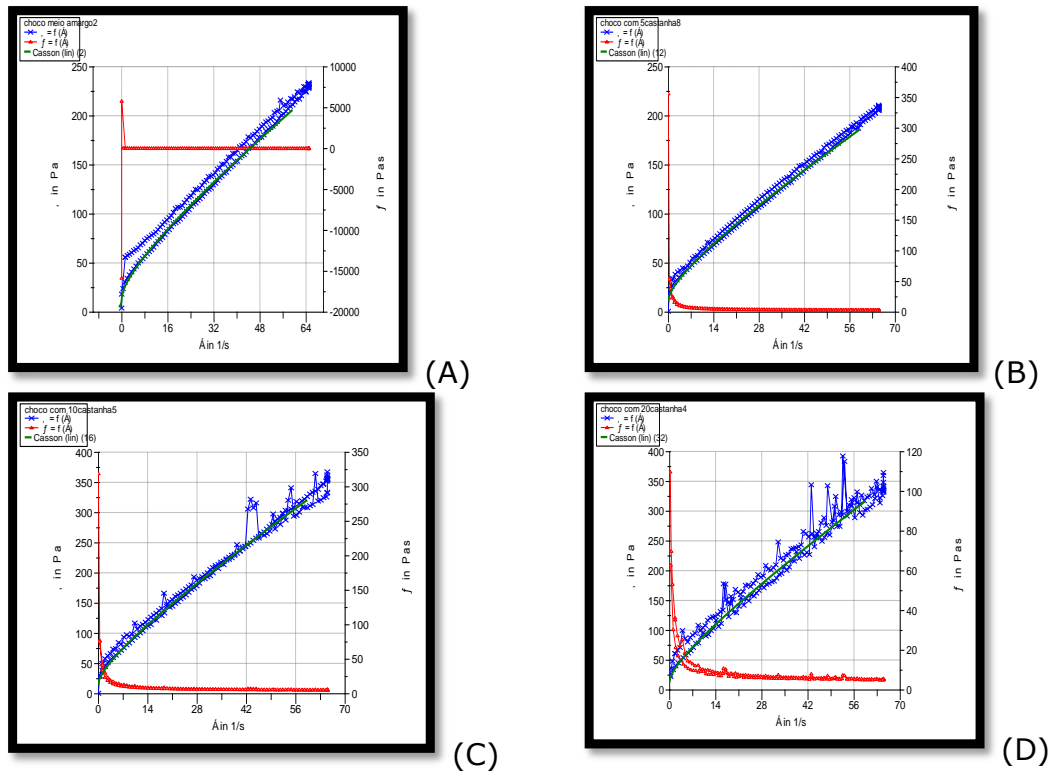 choco meio amargo2
, = f (Á)
ƒ = f (Á)
Casson (lin) (2)
250
200
150
100
50
0
, in Pa
10000
5000
0
-5000
-10000
-15000
-20000
ƒ in Pas
0 16 32 48 64
Á in 1/s
(A)
choco com 5castanha8
, = f (Á)
ƒ = f (Á)
Casson (lin) (12)
250
200
150
100
50
0
, in Pa
400
350
300
250
200
150
100
50
0
ƒ in Pas
0 14 28 42 56 70
Á in 1/s
(B)
choco com 10castanha5
, = f (Á)
ƒ = f (Á)
Casson (lin) (16)
400
350
300
250
200
150
100
50
0
, in Pa
350
300
250
200
150
100
50
0
ƒ in Pas
0 14 28 42 56 70
Á in 1/s
(C)
choco com 20castanha4
, = f (Á)
ƒ = f (Á)
Casson (lin) (32)
400
350
300
250
200
150
100
50
0
, in Pa
120
100
80
60
40
20
0
ƒ in Pas
0 14 28 42 56 70
Á in 1/s
(D)